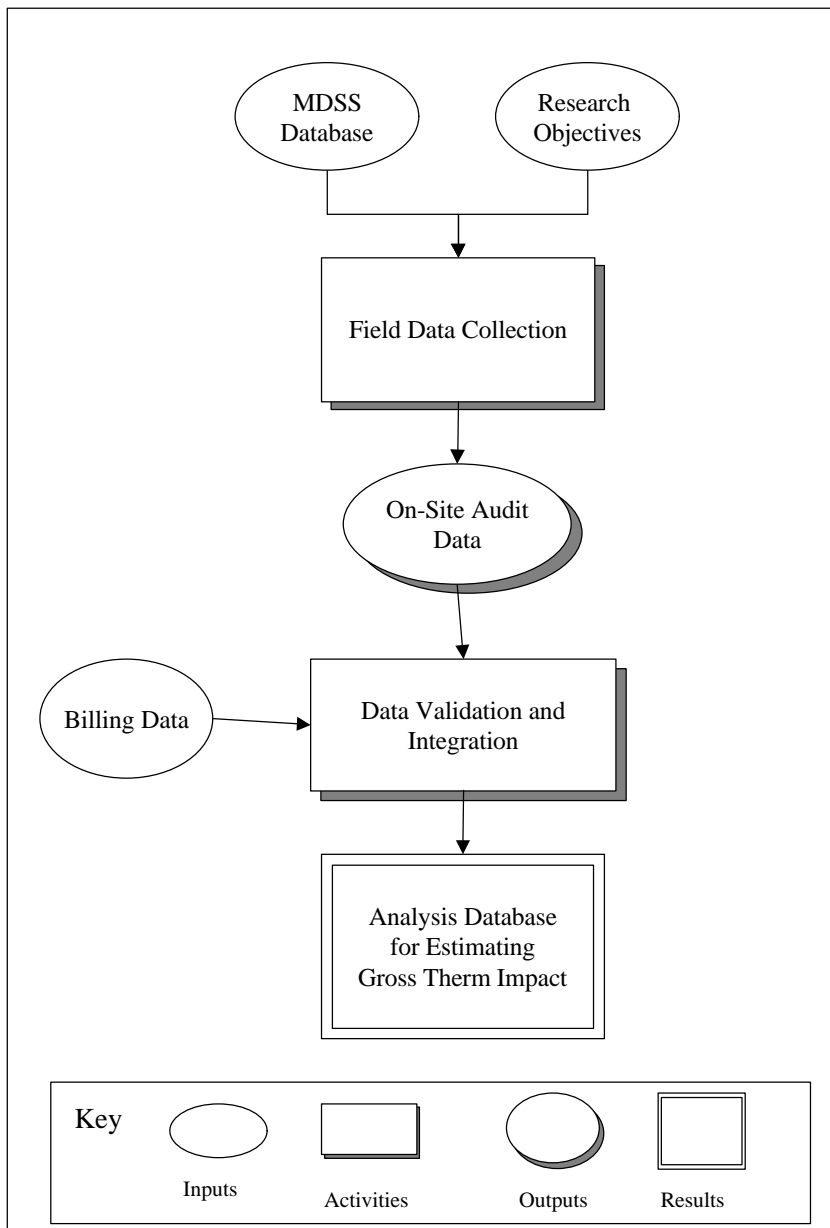 MDSS
Database
Research
Objectives
Field Data Collection
On-Site Audit
Data
Billing Data
Data Validation and
Integration
Analysis Database
for Estimating
Gross Therm Impact
Key
Inputs
Activities
Outputs
Results